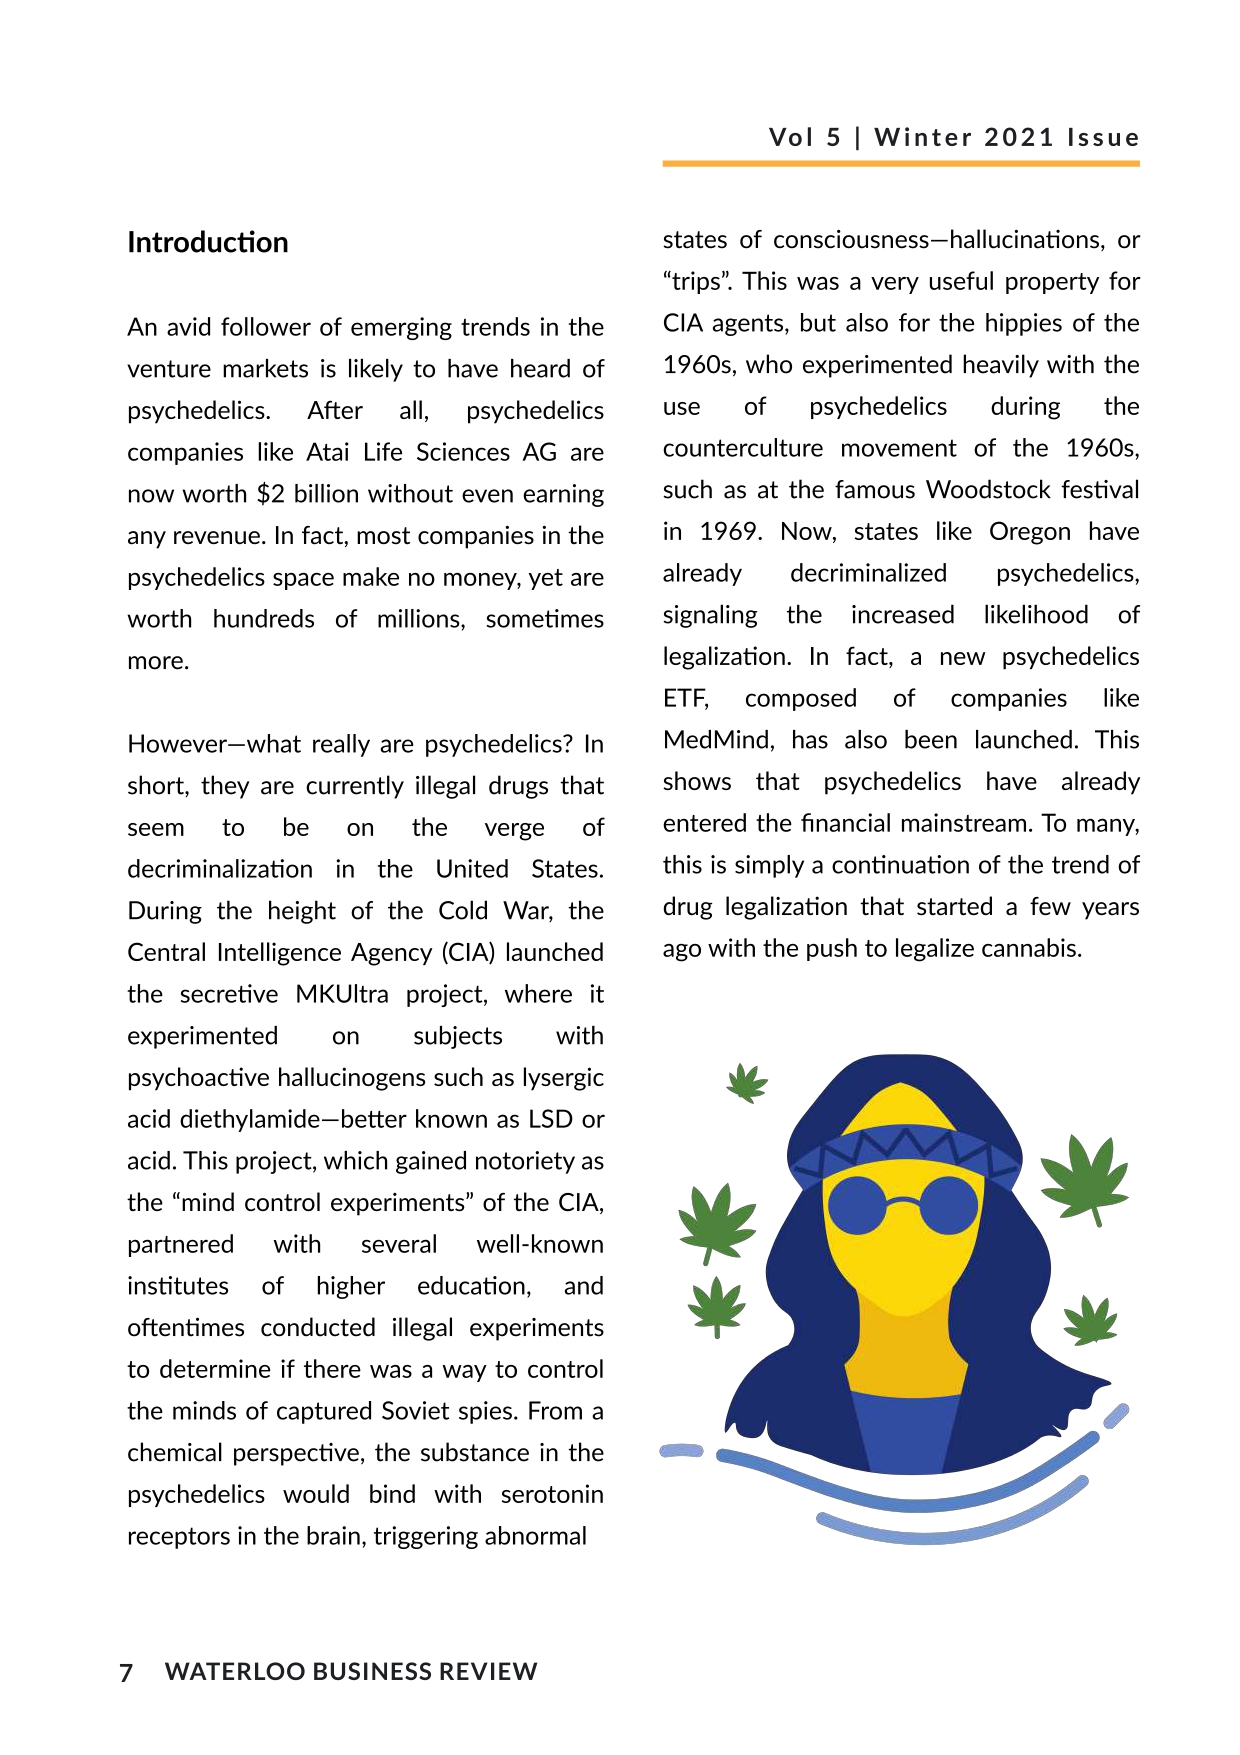 Vol 5 | Winter 2021 Issue
Introduction
An avid follower of emerging trends in the
venture markets is likely to have heard of
psychedelics. After all, psychedelics
companies like Atai Life Sciences AG are
now worth $2 billion without even earning
any revenue. In fact, most companies in the
psychedelics space make no money, yet are
worth hundreds of millions, sometimes
more.
However—what really are psychedelics? In
short, they are currently illegal drugs that
seem to be on the verge of
decriminalization in the United States.
During the height of the Cold War, the
Central Intelligence Agency (CIA) launched
the secretive MKUltra project, where it
experimented on subjects with
psychoactive hallucinogens such as lysergic
acid diethylamide—better known as LSD or
acid. This project, which gained notoriety as
the “mind control experiments” of the CIA,
partnered with several well-known
institutes of higher education, and
oftentimes conducted illegal experiments
to determine if there was a way to control
the minds of captured Soviet spies. From a
chemical perspective, the substance in the
psychedelics would bind with serotonin
receptors in the brain, triggering abnormal
states of consciousness—hallucinations, or
“trips”. This was a very useful property for
CIA agents, but also for the hippies of the
1960s, who experimented heavily with the
use of psychedelics during the
counterculture movement of the 1960s,
such as at the famous Woodstock festival
in 1969. Now, states like Oregon have
already decriminalized psychedelics,
signaling the increased likelihood of
legalization. In fact, a new psychedelics
ETF, composed of companies like
MedMind, has also been launched. This
shows that psychedelics have already
entered the financial mainstream. To many,
this is simply a continuation of the trend of
drug legalization that started a few years
ago with the push to legalize cannabis.
7 WATERLOO BUSINESS REVIEW